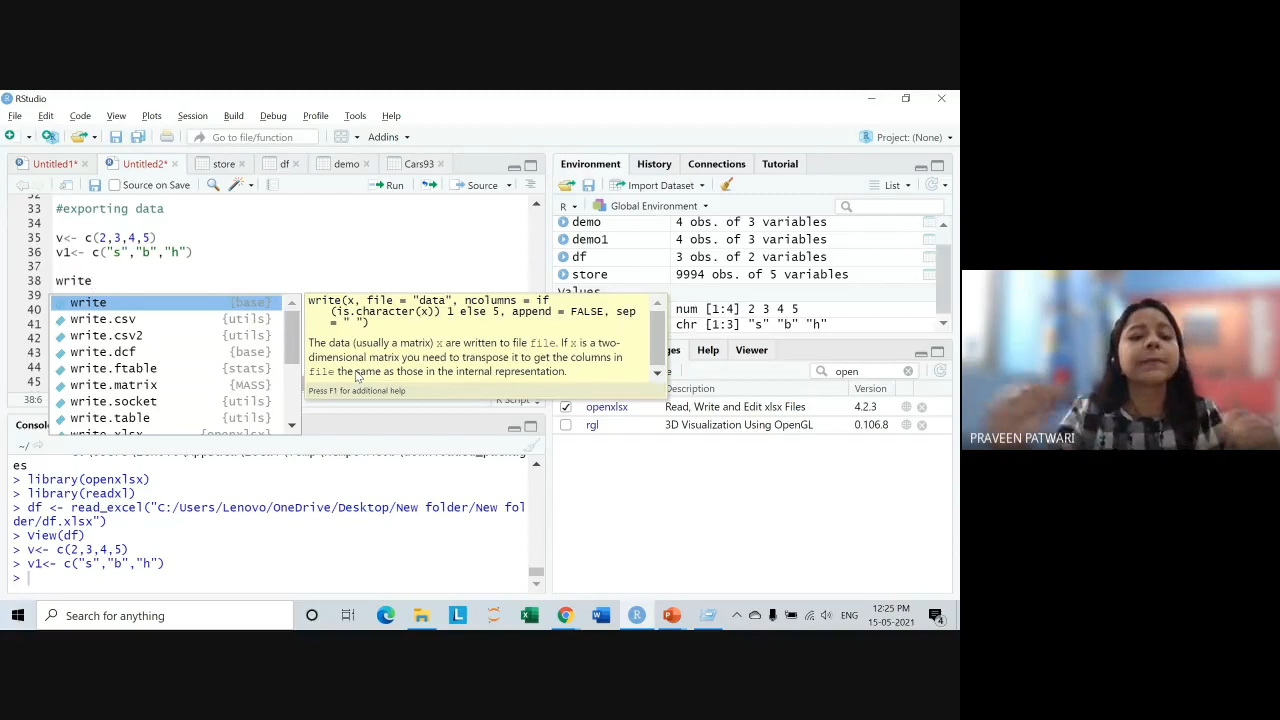 RStudio
File Edit Code View Plots Session Build Debug Profile Tools Help
Go to file/function Addins Project: (None)
Untitled1* Untitled2* store df demo Cars93
Source on Save Run Source
32
33 #exporting data
34
35 v<- c(2,3,4,5)
36 v1<- c("s","b","h")
37
38 write
39
40
41
42
43
44
45
38:6 R Script
write {base}
write.csv {utils}
write.csv2 {utils}
write.dcf {base}
write.ftable {stats}
write.matrix {MASS}
write.socket {utils}
write.table {utils}
write.xlsx {openxlsx}
write(x, file = "data", ncolumns = if
(is.character(x)) 1 else 5, append = FALSE, sep
= " ")
The data (usually a matrix) x are written to file file. If x is a two-
dimensional matrix you need to transpose it to get the columns in
file the same as those in the internal representation.
Press F1 for additional help
Environment History Connections Tutorial
Import Dataset List
R Global Environment
demo 4 obs. of 3 variables
demo1 4 obs. of 3 variables
df 3 obs. of 2 variables
store 9994 obs. of 5 variables
Values
num [1:4] 2 3 4 5
chr [1:3] "s" "b" "h"
ges Help Viewer
open
Description Version
openxlsx Read, Write and Edit xlsx Files 4.2.3
rgl 3D Visualization Using OpenGL 0.106.8
Conso
~/
es
> library(openxlsx)
> library(readxl)
> df <- read_excel("C:/Users/Lenovo/OneDrive/Desktop/New folder/New fol
der/df.xlsx")
> View(df)
> v<- c(2,3,4,5)
> v1<- c("s","b","h")
>
Search for anything
ENG
12:25 PM
15-05-2021
4
PRAVEEN PATWARI